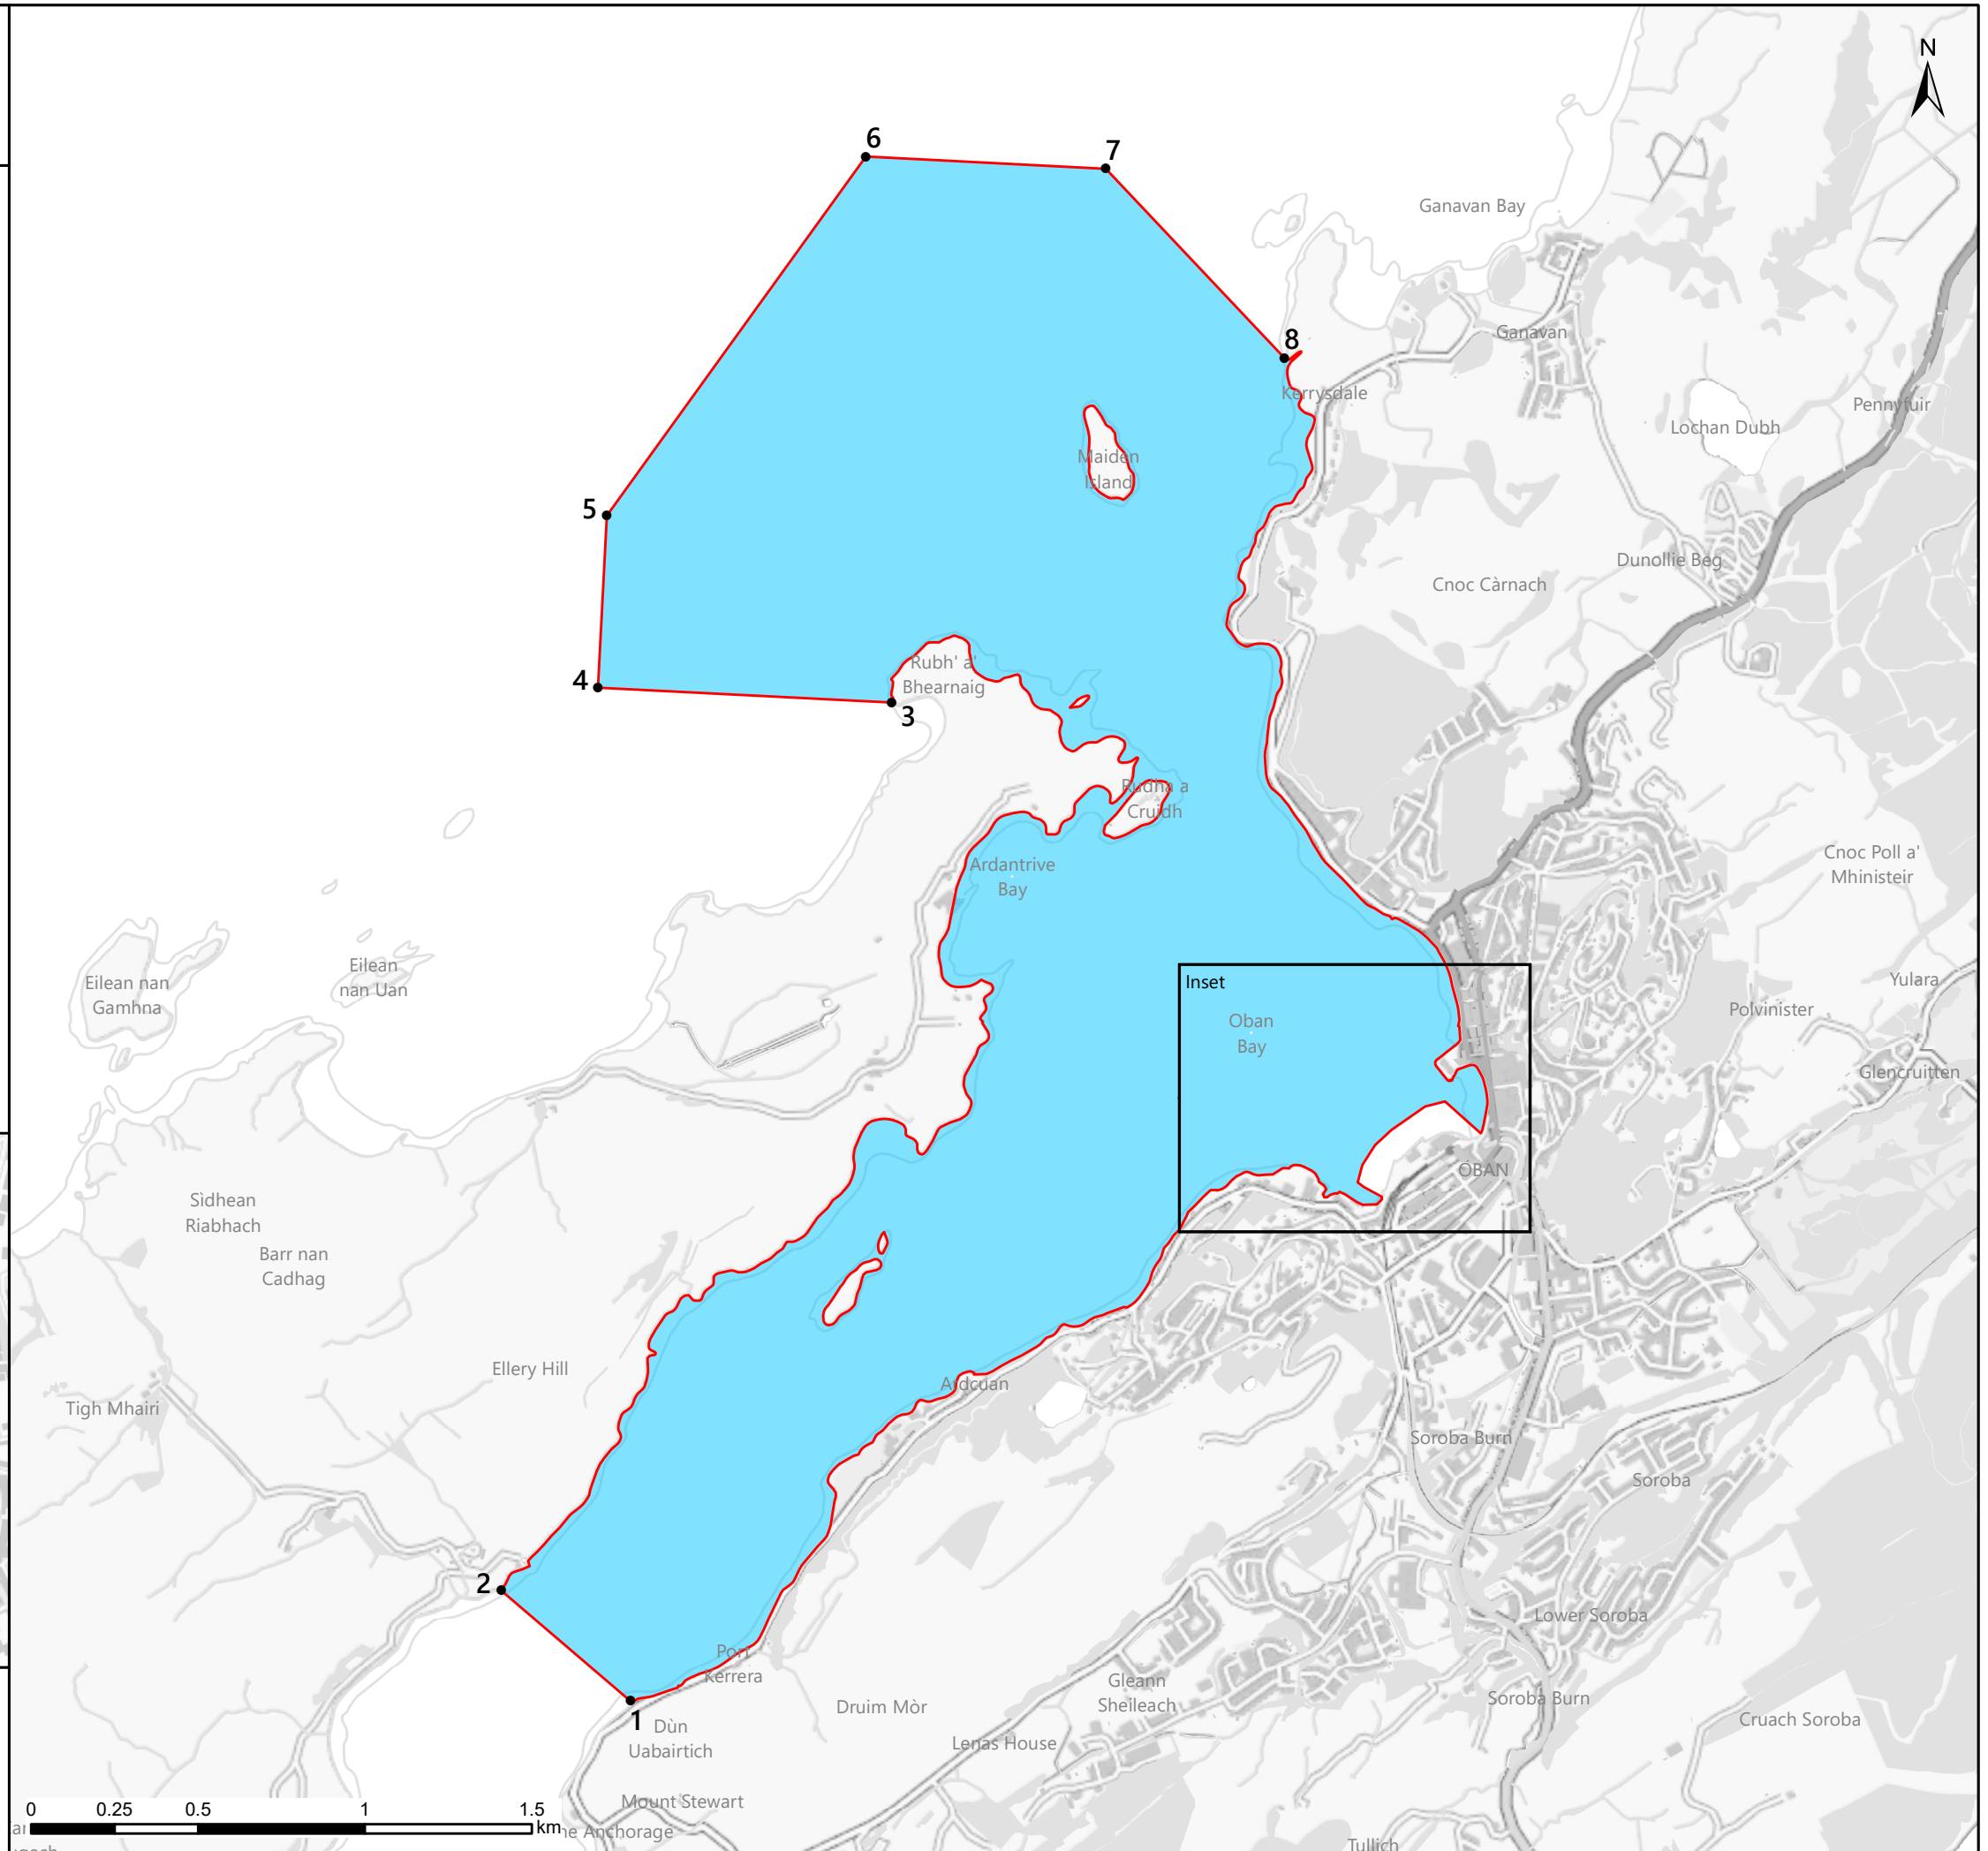 N
6
7
Ganavan Bay
8
Ganavan
Kerrysdale
Pennyfuir
Lochan Dubh
Maiden
Island
5
Dunollie Beg
Cnoc Càrnach
Rubh' a'
Bhearnaig
4
3
Rudha a
Cruidh
Ardantrive
Bay
Cnoc Poll a'
Mhinisteir
Eilean
nan Uan
Eilean nan
Gamhna
Inset
Yulara
Oban
Bay
Polvinister
Glencruitten
OBAN
Sìdhean
Riabhach
Barr nan
Cadhag
Ellery Hill
Ardcuan
Tigh Mhairi
Soroba Burn
Soroba
2
Lower Soroba
Port
Kerrera
Gleann
Sheileach
1
Druim Mòr
Soroba Burn
Dùn
Uabairtich
Cruach Soroba
Lenas House
Mount Stewart
0 0.25 0.5 1 1.5
km
Anchorage
Tullich